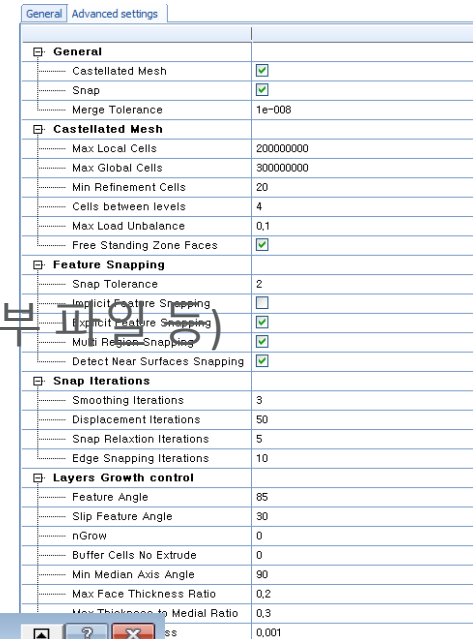 General Advanced settings
General
Castellated Mesh
Snap
Merge Tolerance 1e-008
Castellated Mesh
Max Local Cells 200000000
Max Global Cells 300000000
Min Refinement Cells 20
Cells between levels 4
Max Load Unbalance 0,1
Free Standing Zone Faces
Feature Snapping
Snap Tolerance 2
Implicit Feature Snapping
부 파일 등)
Explicit Feature Snapping
Multi Region Snapping
Detect Near Surfaces Snapping
Snap Iterations
Smoothing Iterations 3
Displacement Iterations 50
Snap Relaxtion Iterations 5
Edge Snapping Iterations 10
Layers Growth control
Feature Angle 85
Slip Feature Angle 30
nGrow 0
Buffer Cells No Extrude 0
Min Median Axis Angle 90
Max Face Thickness Ratio 0,2
Max Thickness to Medial Ratio 0,3
ss 0,001